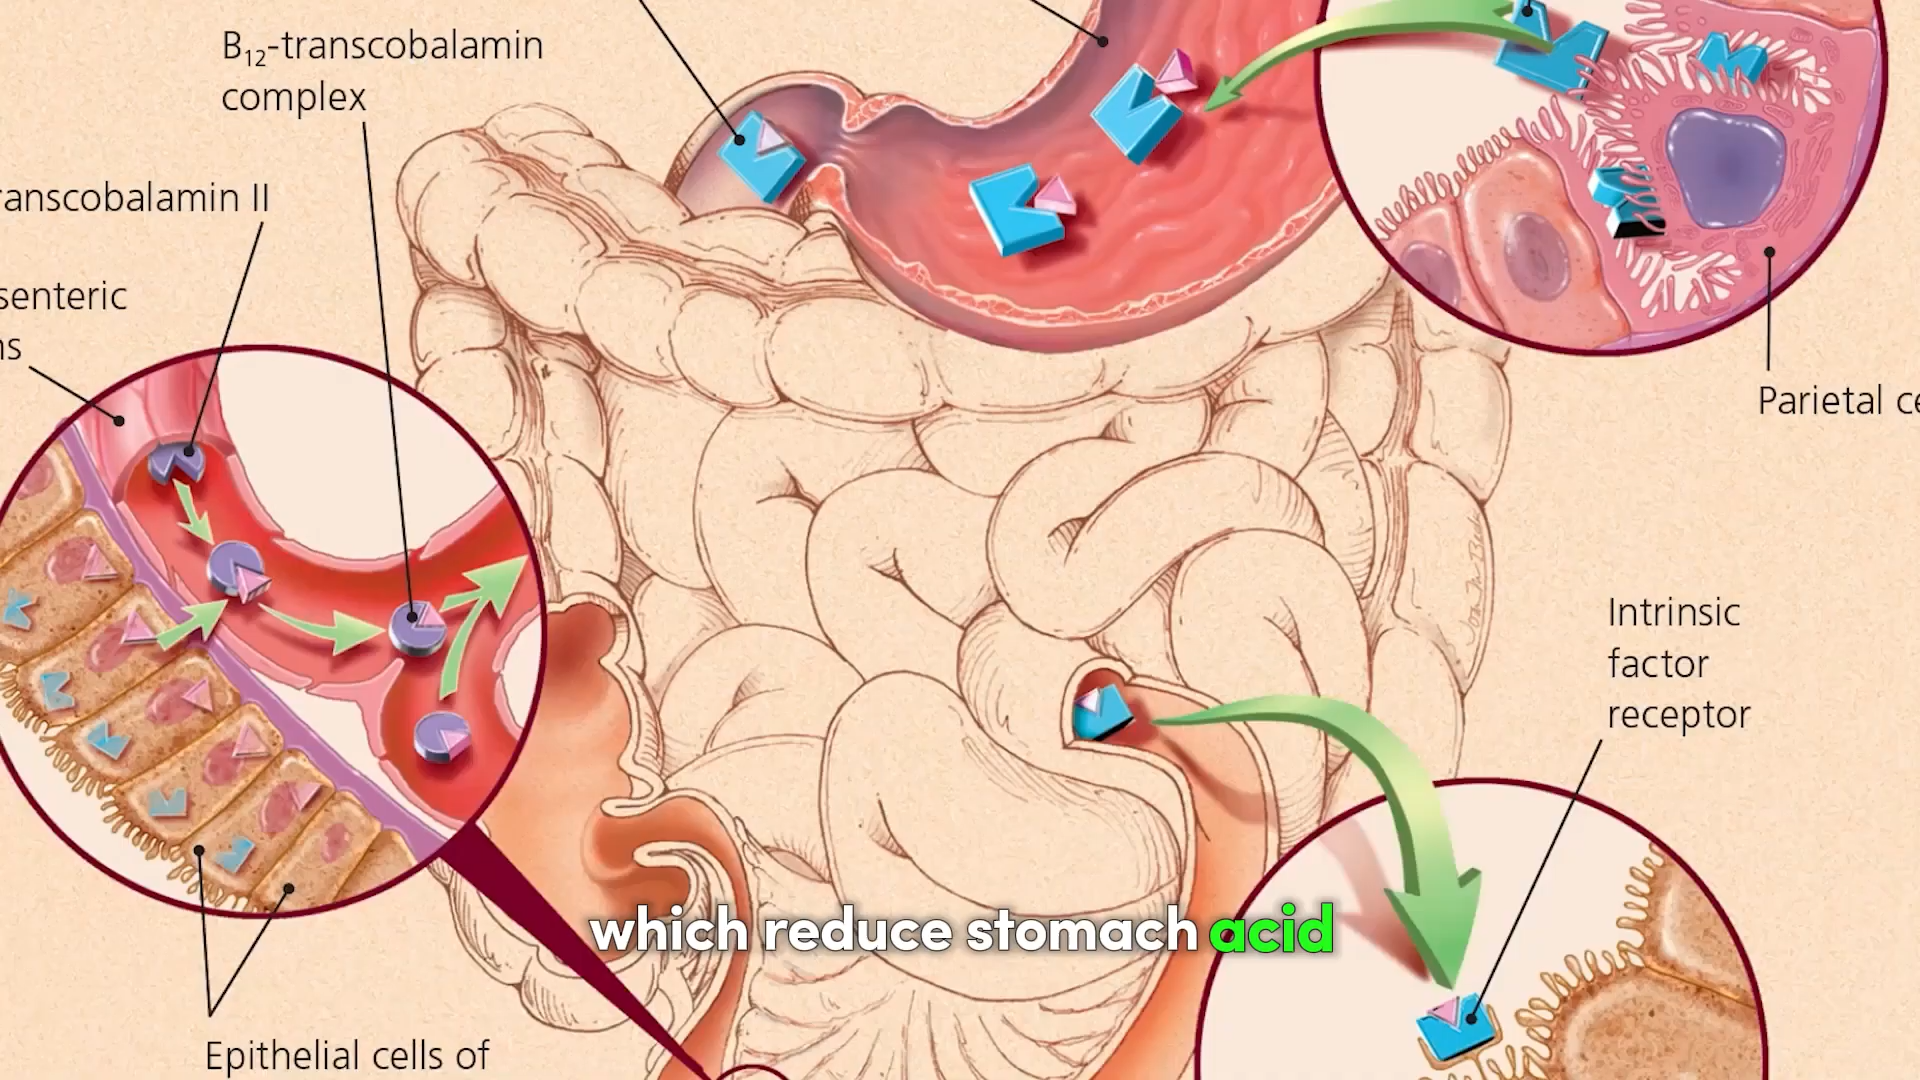 B12-transcobalamin
complex
ranscobalamin II
senteric
ns
Parietal ce
Intrinsic
factor
receptor
which reduce stomach acid
Epithelial cells of